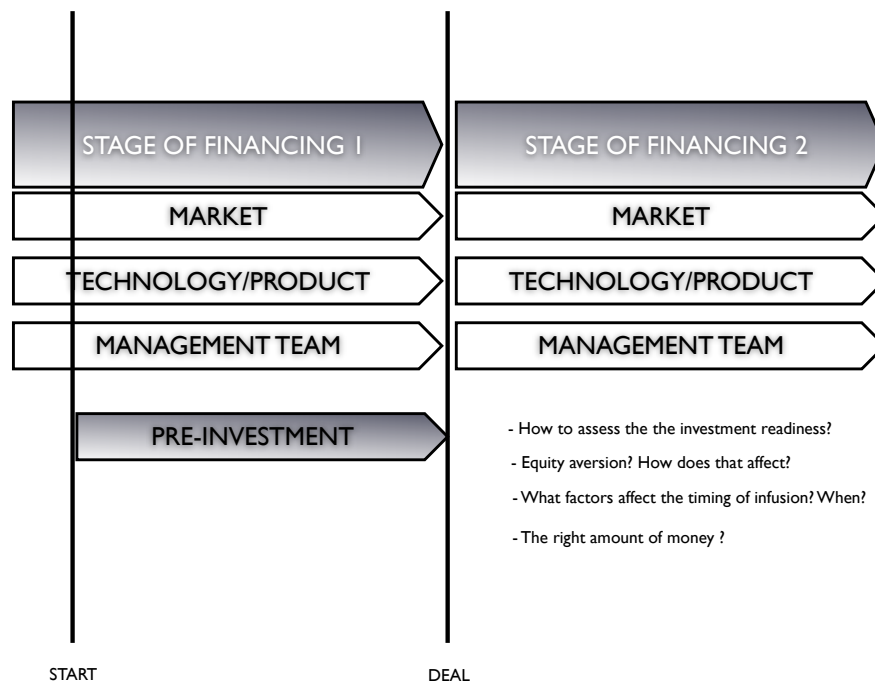 STAGE OF FINANCING 1
STAGE OF FINANCING 2
MARKET
MARKET
TECHNOLOGY/PRODUCT
TECHNOLOGY/PRODUCT
MANAGEMENT TEAM
MANAGEMENT TEAM
PRE-INVESTMENT
- How to assess the the investment readiness?
- Equity aversion? How does that affect?
- What factors affect the timing of infusion? When?
- The right amount of money ?
START
DEAL